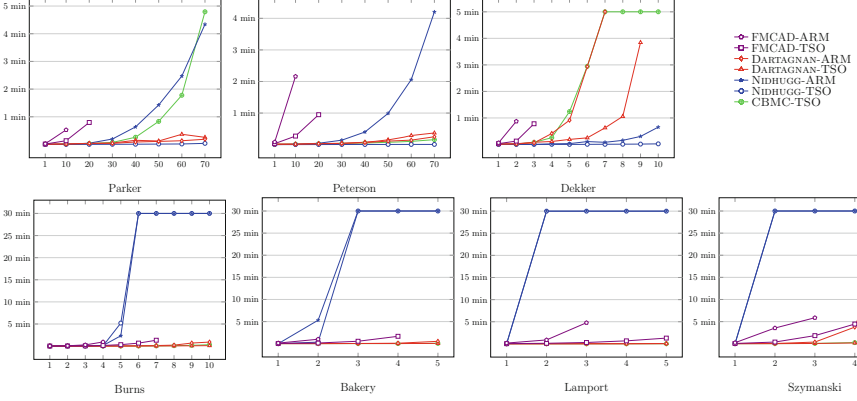 5 min
4 min
3 min
2 min
1 min
1 10 20 30 40 50 60 70
Parker
4 min
3 min
2 min
1 min
1 10 20 30 40 50 60 70
Peterson
5 min
4 min
3 min
2 min
1 min
1 2 3 4 5 6 7 8 9 10
Dekker
FMCAD-ARM
FMCAD-TSO
DARTAGNAN-ARM
DARTAGNAN-TSO
NIDHUGG-ARM
NIDHUGG-TSO
CBMC-TSO
30 min
25 min
20 min
15 min
10 min
5 min
1 2 3 4 5 6 7 8 9 10
Burns
30 min
25 min
20 min
15 min
10 min
5 min
1 2 3 4 5
Bakery
30 min
25 min
20 min
15 min
10 min
5 min
1 2 3 4 5
Lamport
30 min
25 min
20 min
15 min
10 min
5 min
1 2 3 4
Szymanski